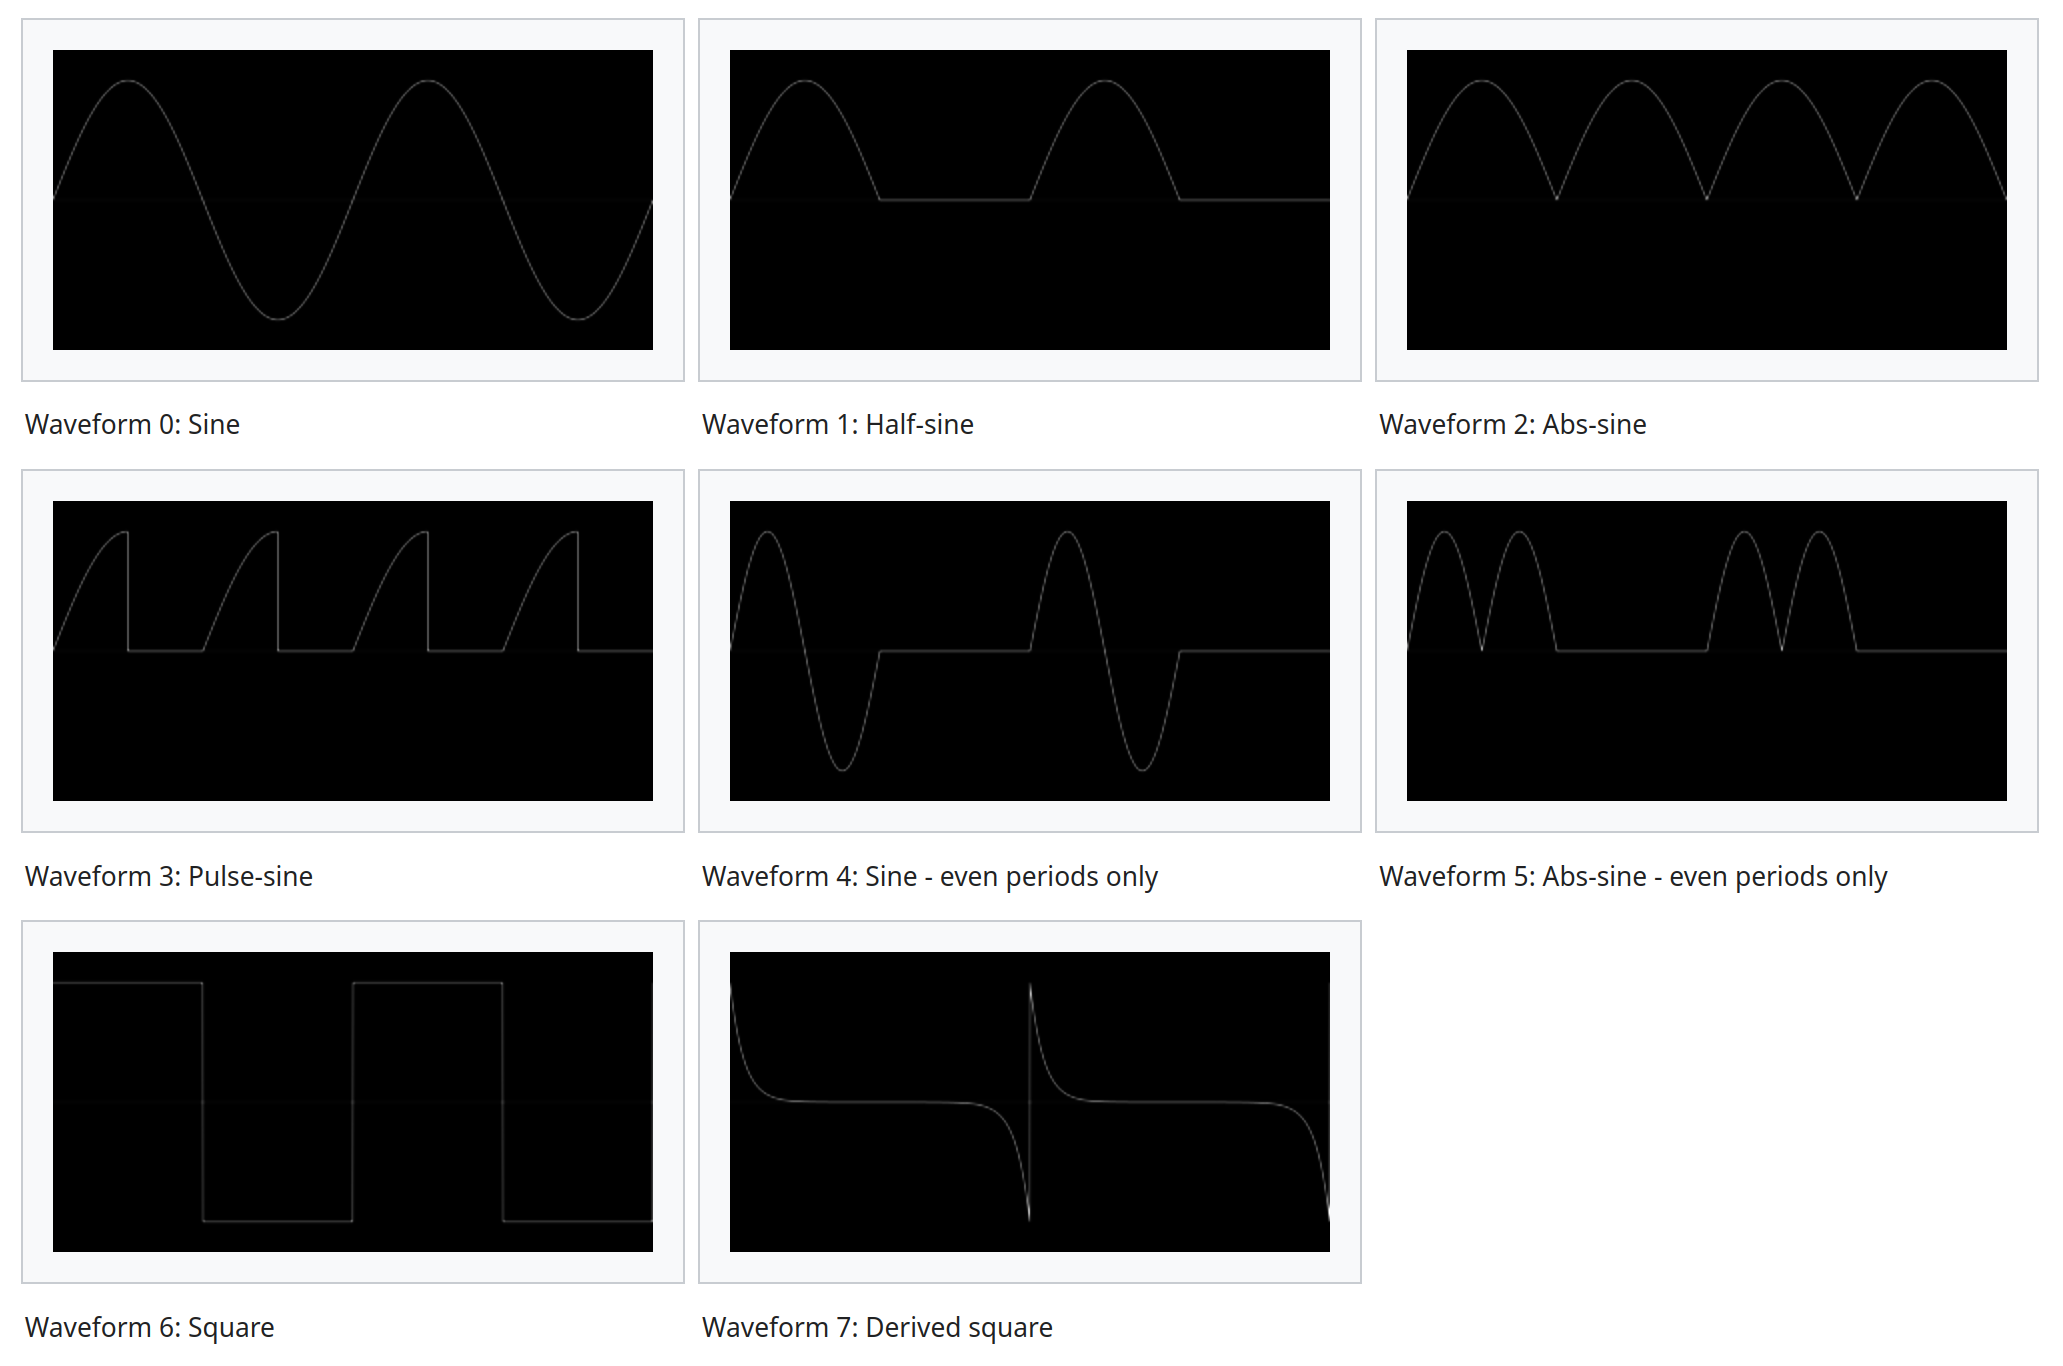 Waveform 0: Sine
Waveform 1: Half-sine
Waveform 2: Abs-sine
Waveform 3: Pulse-sine
Waveform 4: Sine - even periods only
Waveform 5: Abs-sine - even periods only
Waveform 6: Square
Waveform 7: Derived square